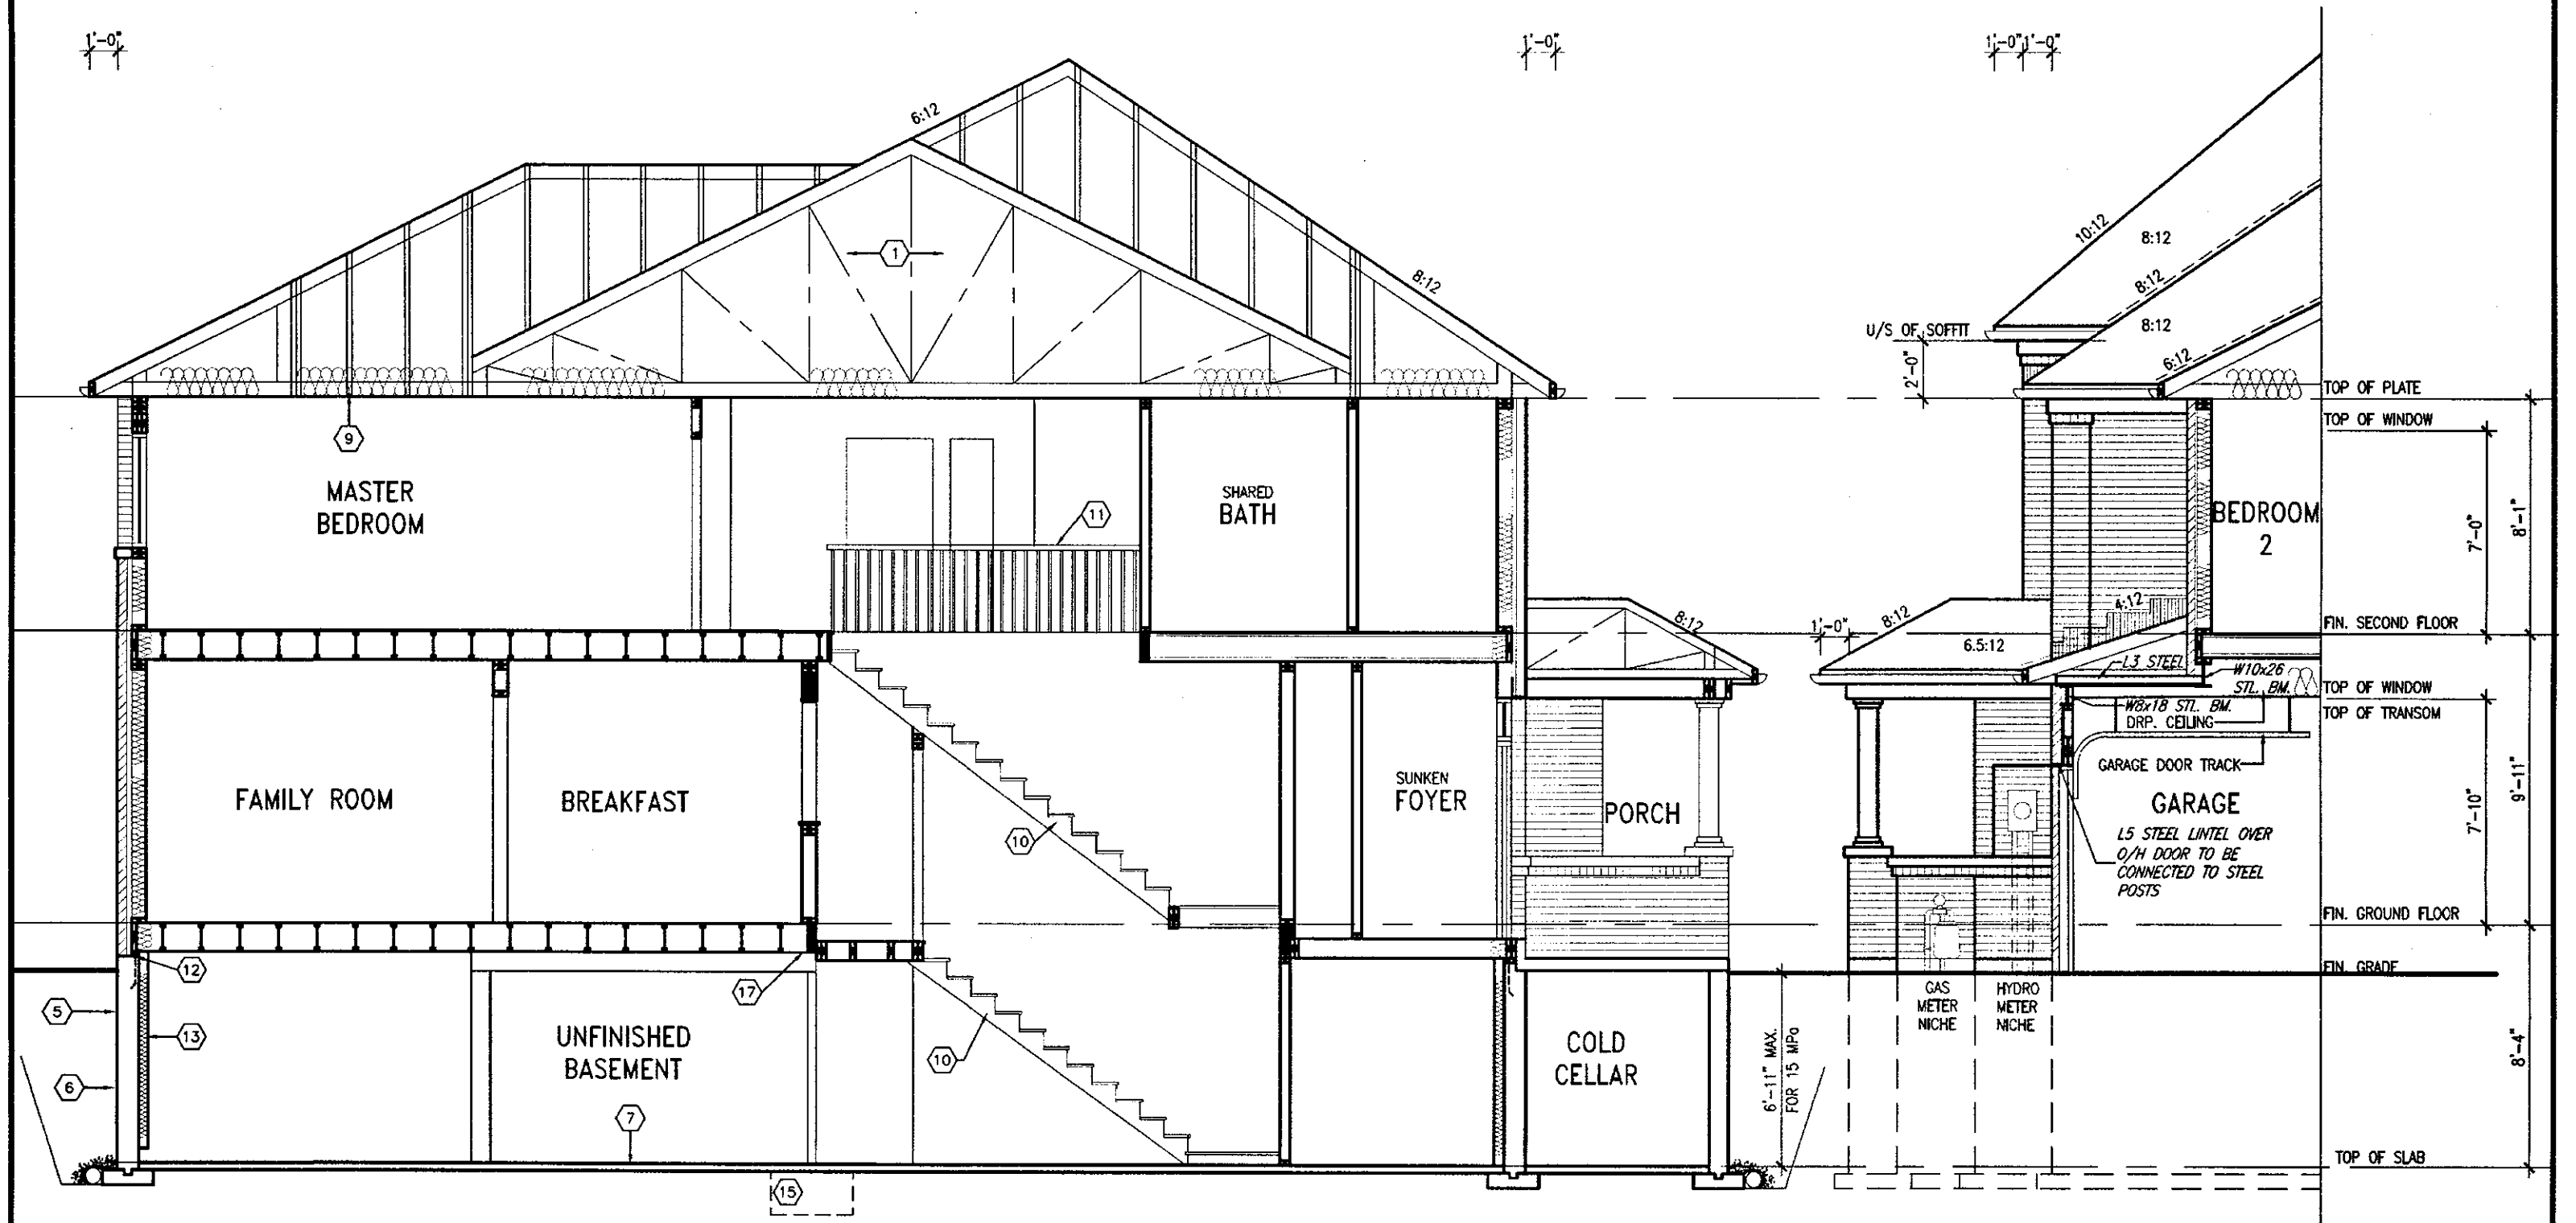 1'-0"
1'-0"
1'-0"
1'-0"
6:12
1
8:12
10:12
8:12
8:12
8:12
6:12
U/S OF SOFFIT
2'-0"
TOP OF PLATE
TOP OF WINDOW
9
MASTER
BEDROOM
11
SHARED
BATH
BEDROOM
2
7'-0"
8'-1"
FIN. SECOND FLOOR
8:12
1'-0"
8:12
6.5:12
4:12
L3 STEEL
W10x26
STL. BM.
W8x18 STL. BM.
DRP. CEILING
TOP OF WINDOW
TOP OF TRANSOM
GARAGE DOOR TRACK
FAMILY ROOM
BREAKFAST
10
SUNKEN
FOYER
PORCH
GARAGE
L5 STEEL LINTEL OVER
O/H DOOR TO BE
CONNECTED TO STEEL
POSTS
7'-10"
9'-11"
FIN. GROUND FLOOR
12
17
FIN. GRADE
5
13
6
UNFINISHED
BASEMENT
10
7
COLD
CELLAR
6'-11" MAX.
FOR 15 MPa
GAS
METER
NICHE
HYDRO
METER
NICHE
8'-4"
TOP OF SLAB
15